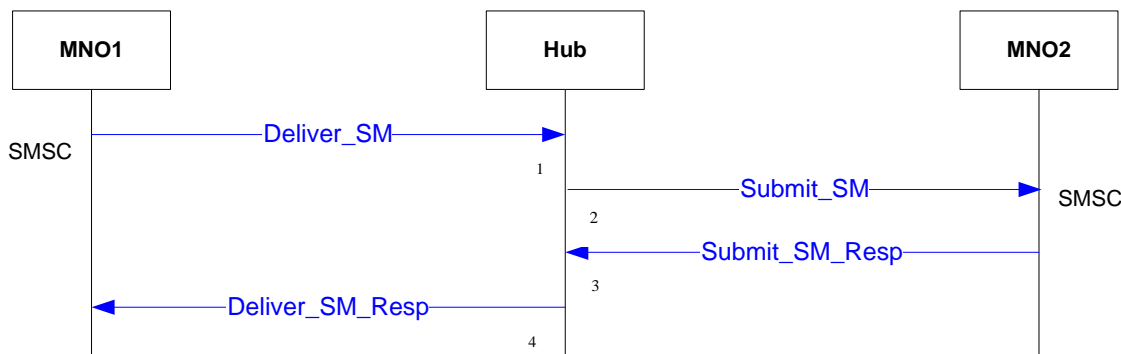 MNO1
Hub
MNO2
Deliver_SM
SMSC
1
Submit_SM
SMSC
2
Submit_SM_Resp
3
Deliver_SM_Resp
4